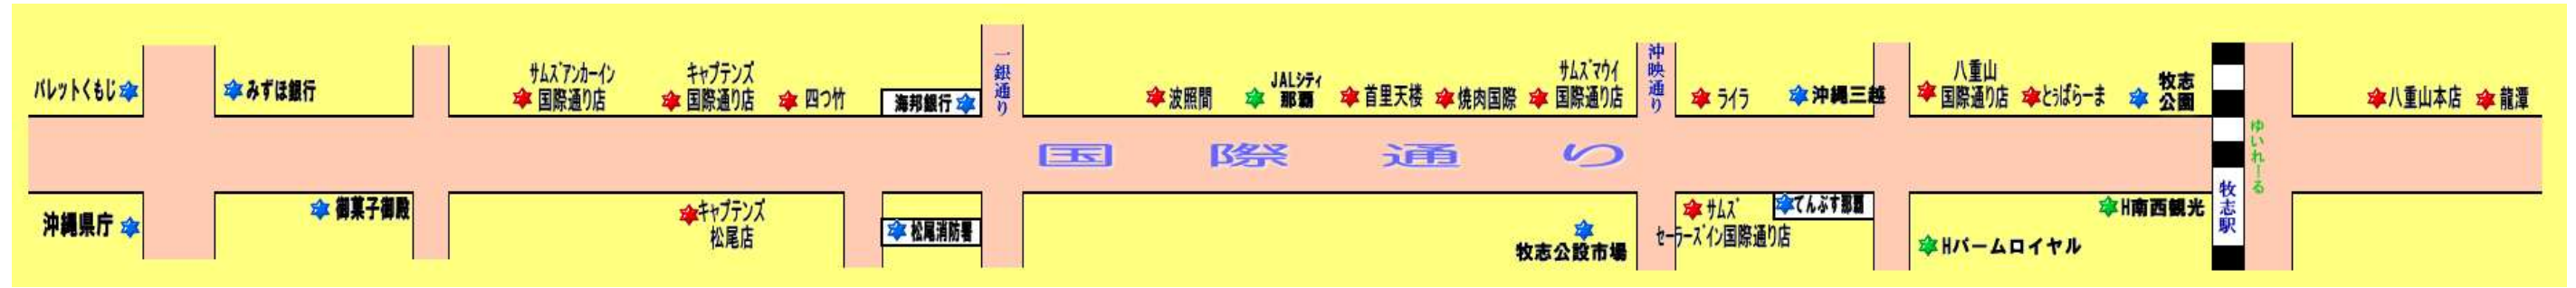 パレットくもじ
みずほ銀行
サムズアンカーイン
国際通り店
キャプテンズ
国際通り店
四つ竹
海邦銀行
一銀通り
波照間
JALシティ
那覇
首里天楼
焼肉国際
サムズマウイ
国際通り店
沖映通り
ライラ
沖縄三越
八重山
国際通り店
とぅばらーま
牧志
公園
ゆいれーる
八重山本店
龍潭
国際通り
沖縄県庁
御菓子御殿
キャプテンズ
松尾店
松尾消防署
牧志公設市場
サムズ
セーラーズイン国際通り店
てんぶす那覇
Hパームロイヤル
H南西観光
牧志駅